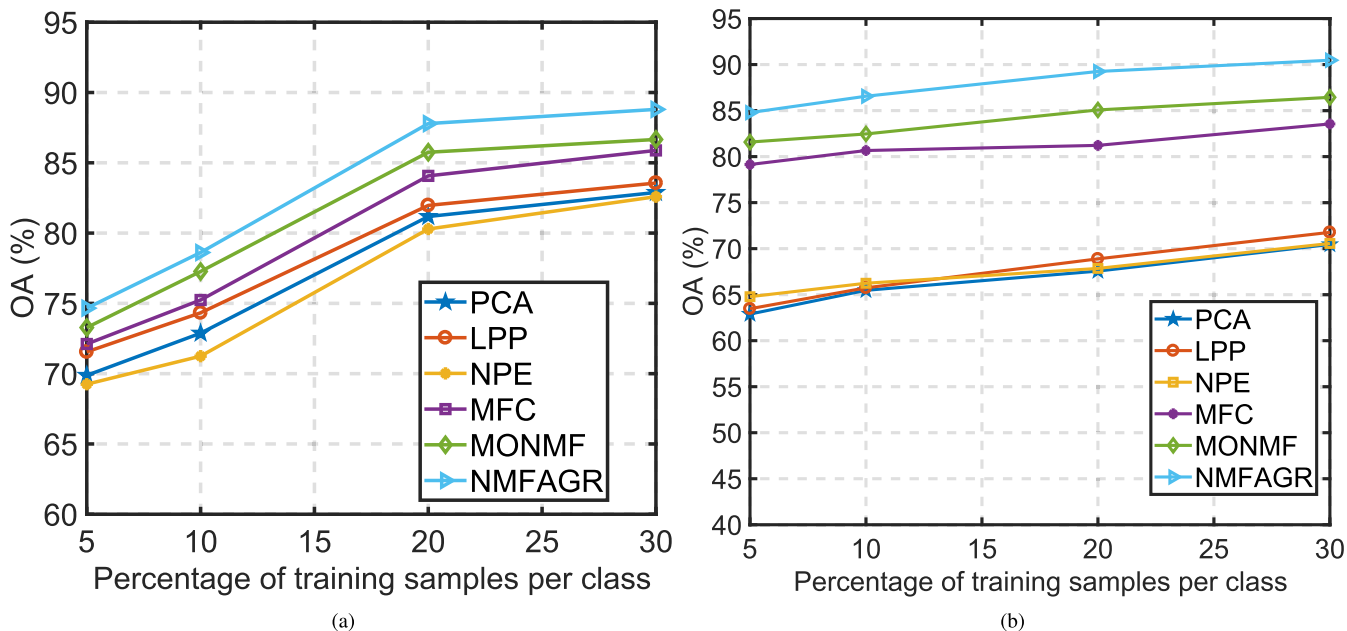 95
90
85
80
75
70
65
60
OA (%)
PCA
LPP
NPE
MFC
MONMF
NMFAGR
5 10 15 20 25 30
Percentage of training samples per class
(a)
95
90
85
80
75
70
65
60
55
50
45
40
OA (%)
PCA
LPP
NPE
MFC
MONMF
NMFAGR
5 10 15 20 25 30
Percentage of training samples per class
(b)